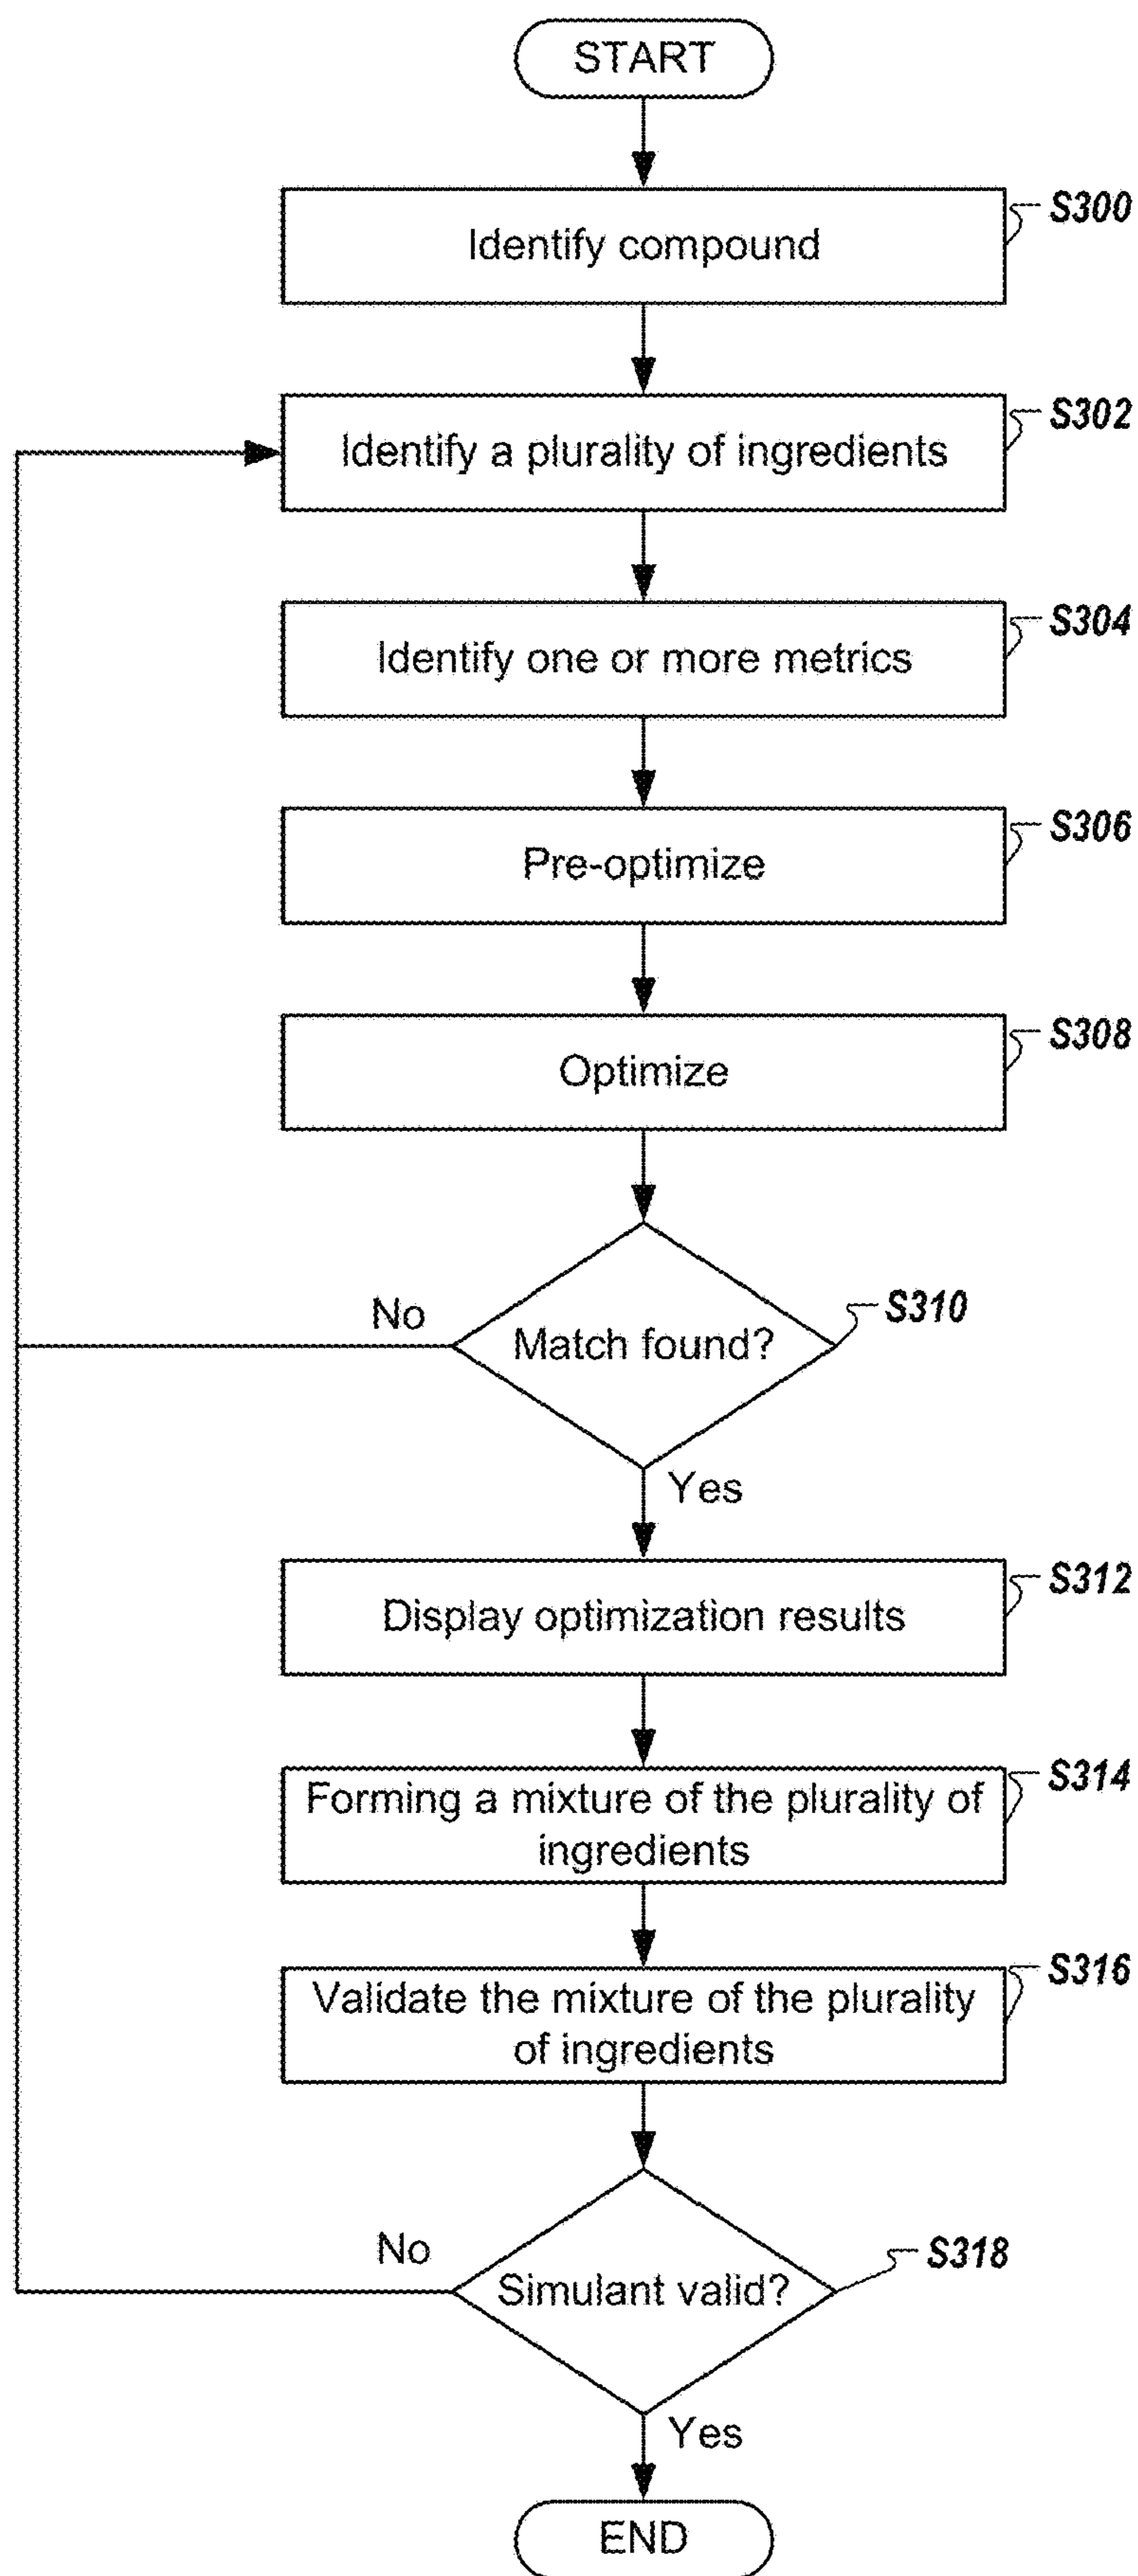 START
Identify compound
S300
Identify a plurality of ingredients
S302
Identify one or more metrics
S304
Pre-optimize
S306
Optimize
S308
No
Match found?
S310
Yes
Display optimization results
S312
Forming a mixture of the plurality of
ingredients
S314
Validate the mixture of the plurality
of ingredients
S316
No
Simulant valid?
S318
Yes
END